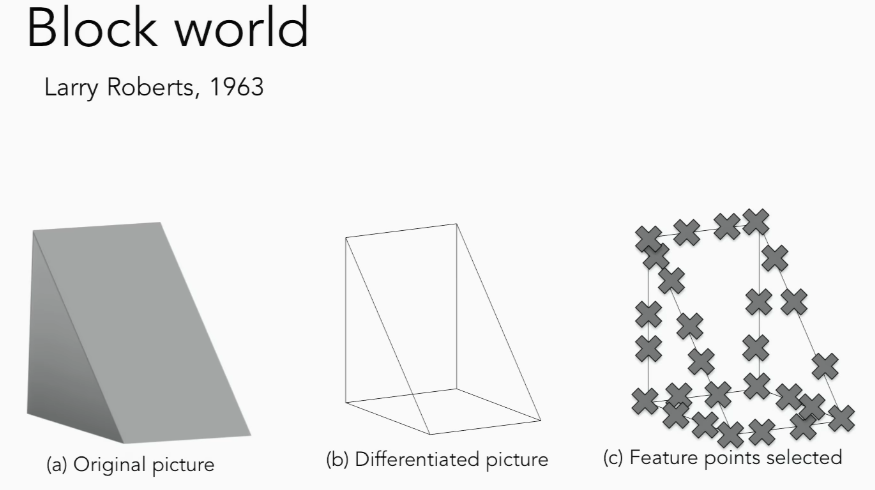 Block world
Larry Roberts, 1963
(a) Original picture
(b) Differentiated picture
(c) Feature points selected